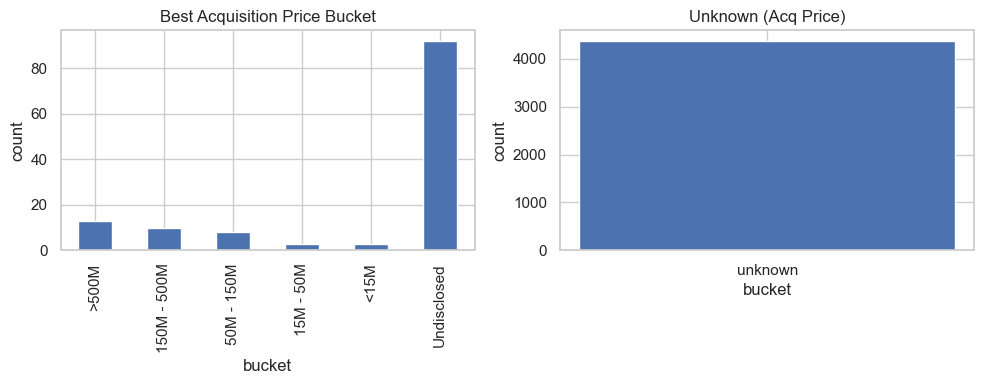 Best Acquisition Price Bucket
count
80
60
40
20
0
>500M
150M - 500M
50M - 150M
15M - 50M
<15M
Undisclosed
bucket
Unknown (Acq Price)
count
4000
3000
2000
1000
0
unknown
bucket